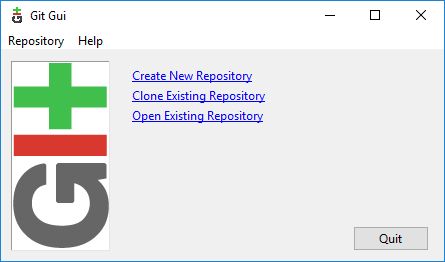 Git Gui
Repository Help
Create New Repository
Clone Existing Repository
Open Existing Repository
Quit